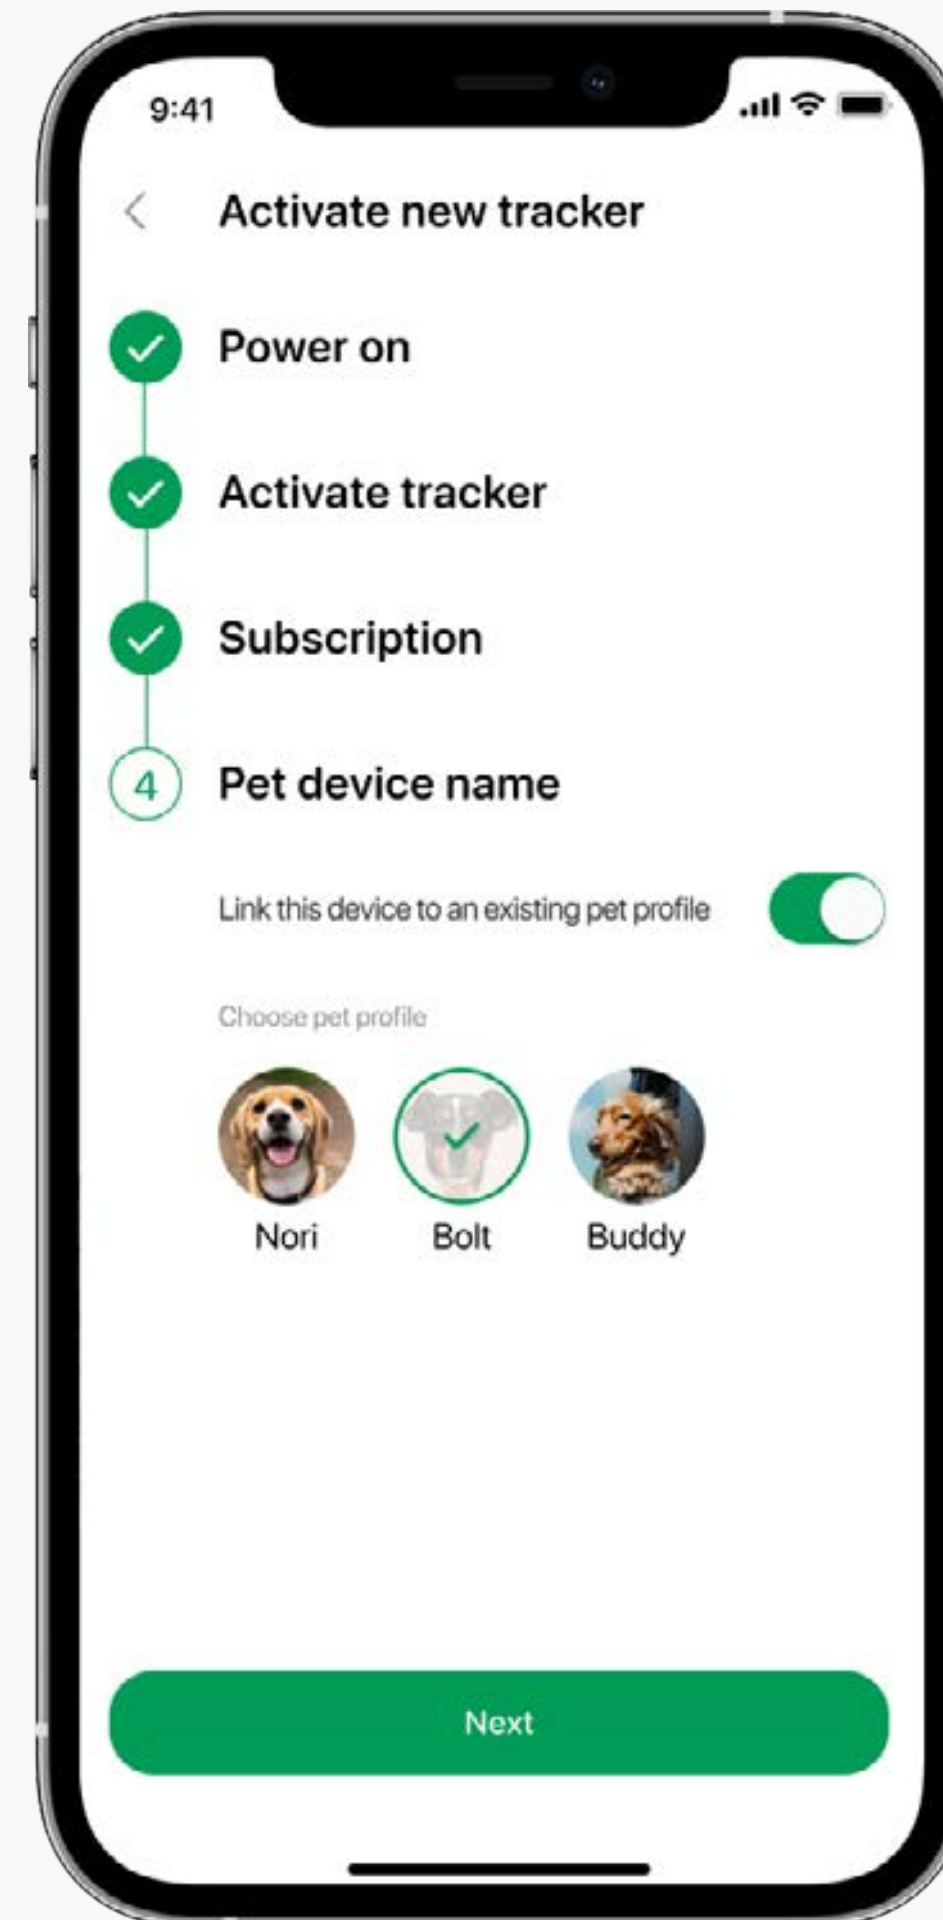 9:41
Activate new tracker
Power on
Activate tracker
Subscription
4
Pet device name
Link this device to an existing pet profile
Choose pet profile
Nori
Bolt
Buddy
Next